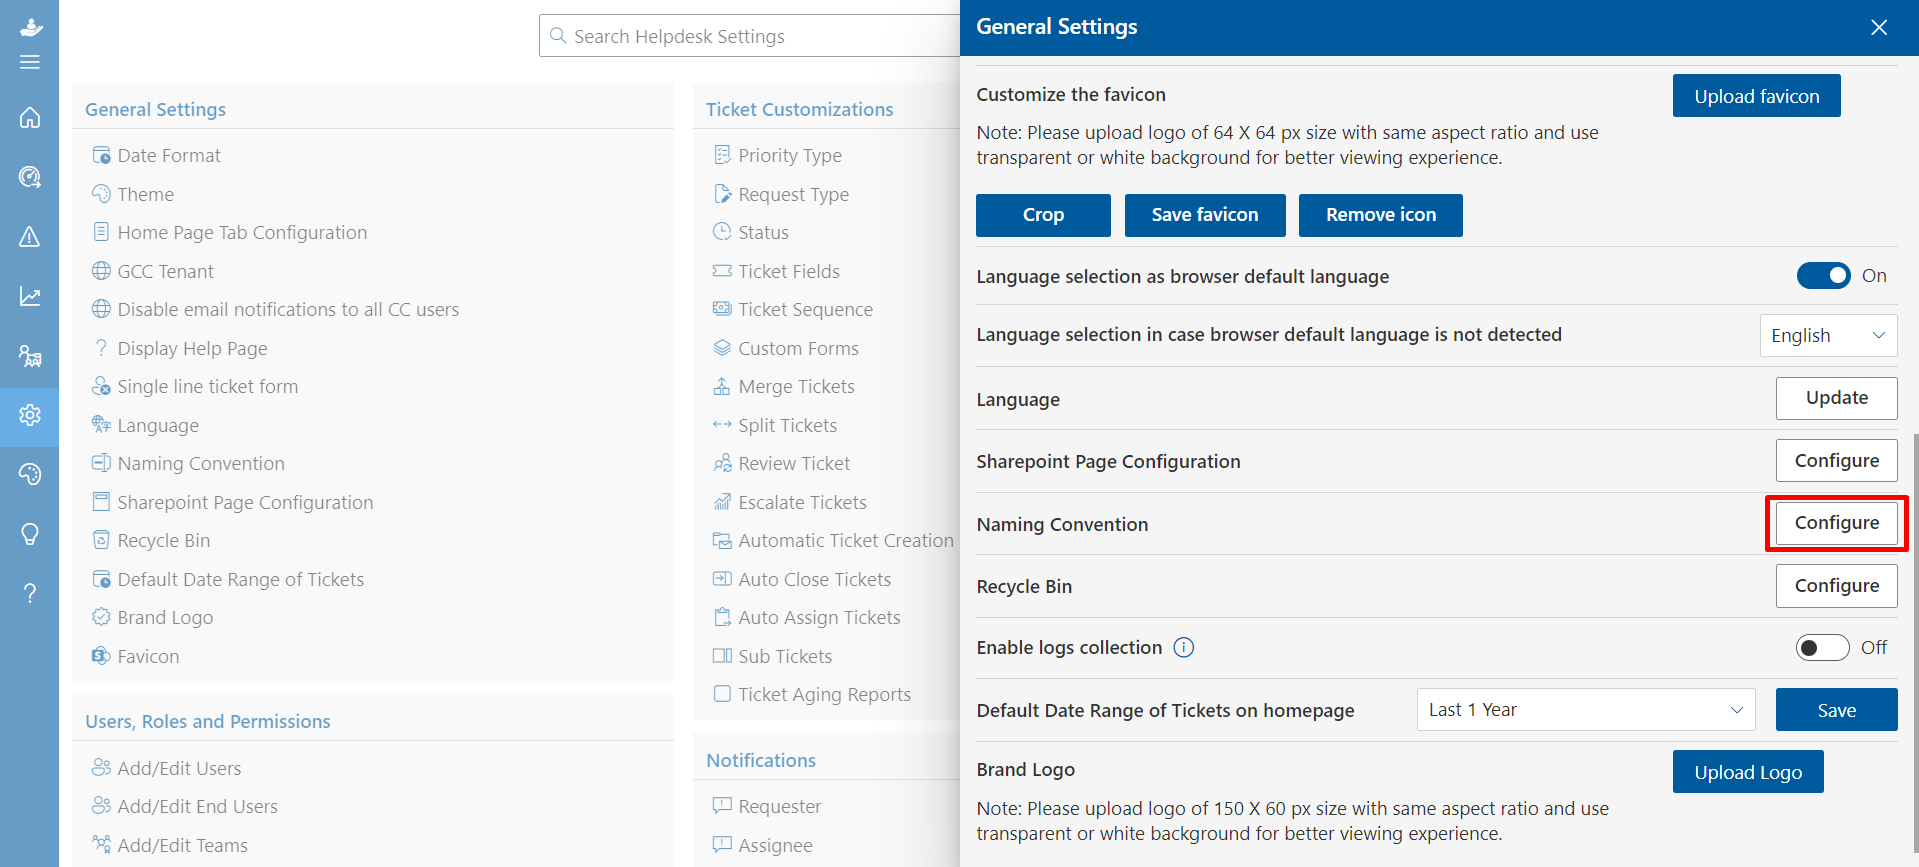 Search Helpdesk Settings
General Settings
Date Format
Theme
Home Page Tab Configuration
GCC Tenant
Disable email notifications to all CC users
Display Help Page
Single line ticket form
Language
Naming Convention
Sharepoint Page Configuration
Recycle Bin
Default Date Range of Tickets
Brand Logo
Favicon
Users, Roles and Permissions
Add/Edit Users
Add/Edit End Users
Add/Edit Teams
Ticket Customizations
Priority Type
Request Type
Status
Ticket Fields
Ticket Sequence
Custom Forms
Merge Tickets
Split Tickets
Review Ticket
Escalate Tickets
Automatic Ticket Creation
Auto Close Tickets
Auto Assign Tickets
Sub Tickets
Ticket Aging Reports
Notifications
Requester
Assignee
General Settings
Customize the favicon
Upload favicon
Note: Please upload logo of 64 X 64 px size with same aspect ratio and use
transparent or white background for better viewing experience.
Crop
Save favicon
Remove icon
Language selection as browser default language
On
Language selection in case browser default language is not detected
English
Language
Update
Sharepoint Page Configuration
Configure
Naming Convention
Configure
Recycle Bin
Configure
Enable logs collection
Off
Default Date Range of Tickets on homepage
Last 1 Year
Save
Brand Logo
Upload Logo
Note: Please upload logo of 150 X 60 px size with same aspect ratio and use
transparent or white background for better viewing experience.